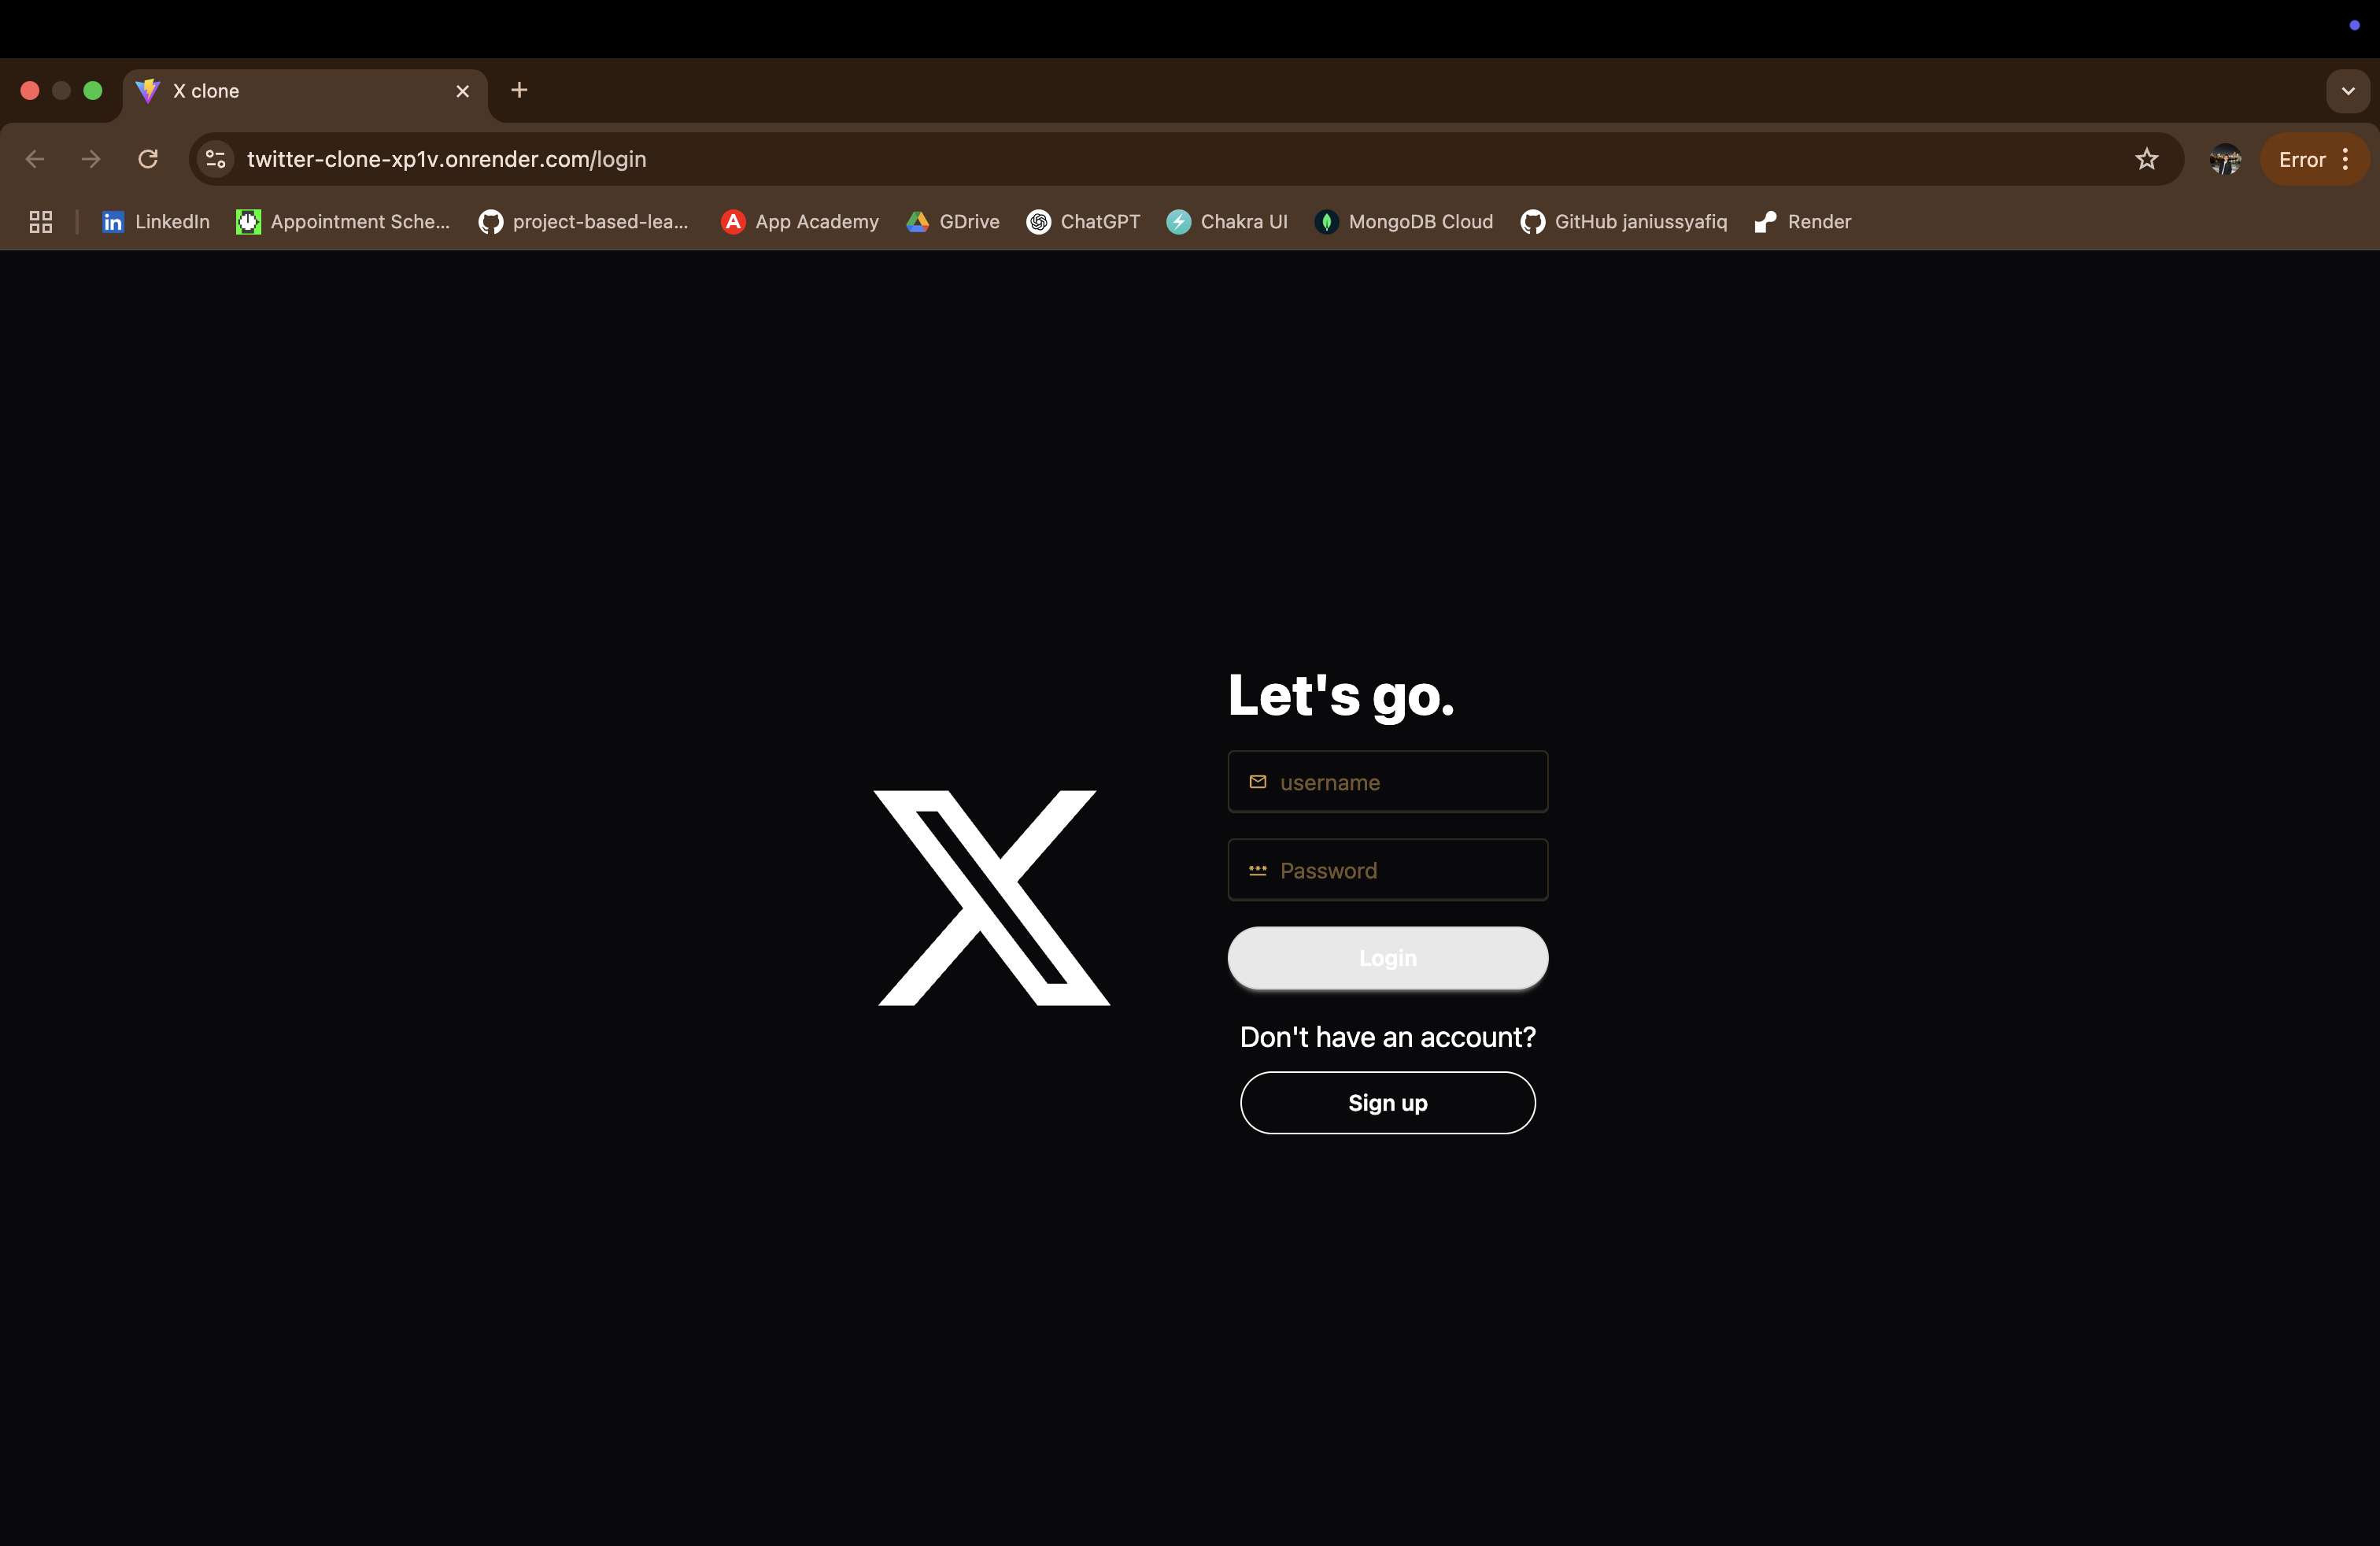 X clone
twitter-clone-xp1v.onrender.com/login
Error
LinkedIn
Appointment Sche...
project-based-lea...
App Academy
GDrive
ChatGPT
Chakra UI
MongoDB Cloud
GitHub janiussyafiq
Render
Let's go.
username
Password
Login
Don't have an account?
Sign up